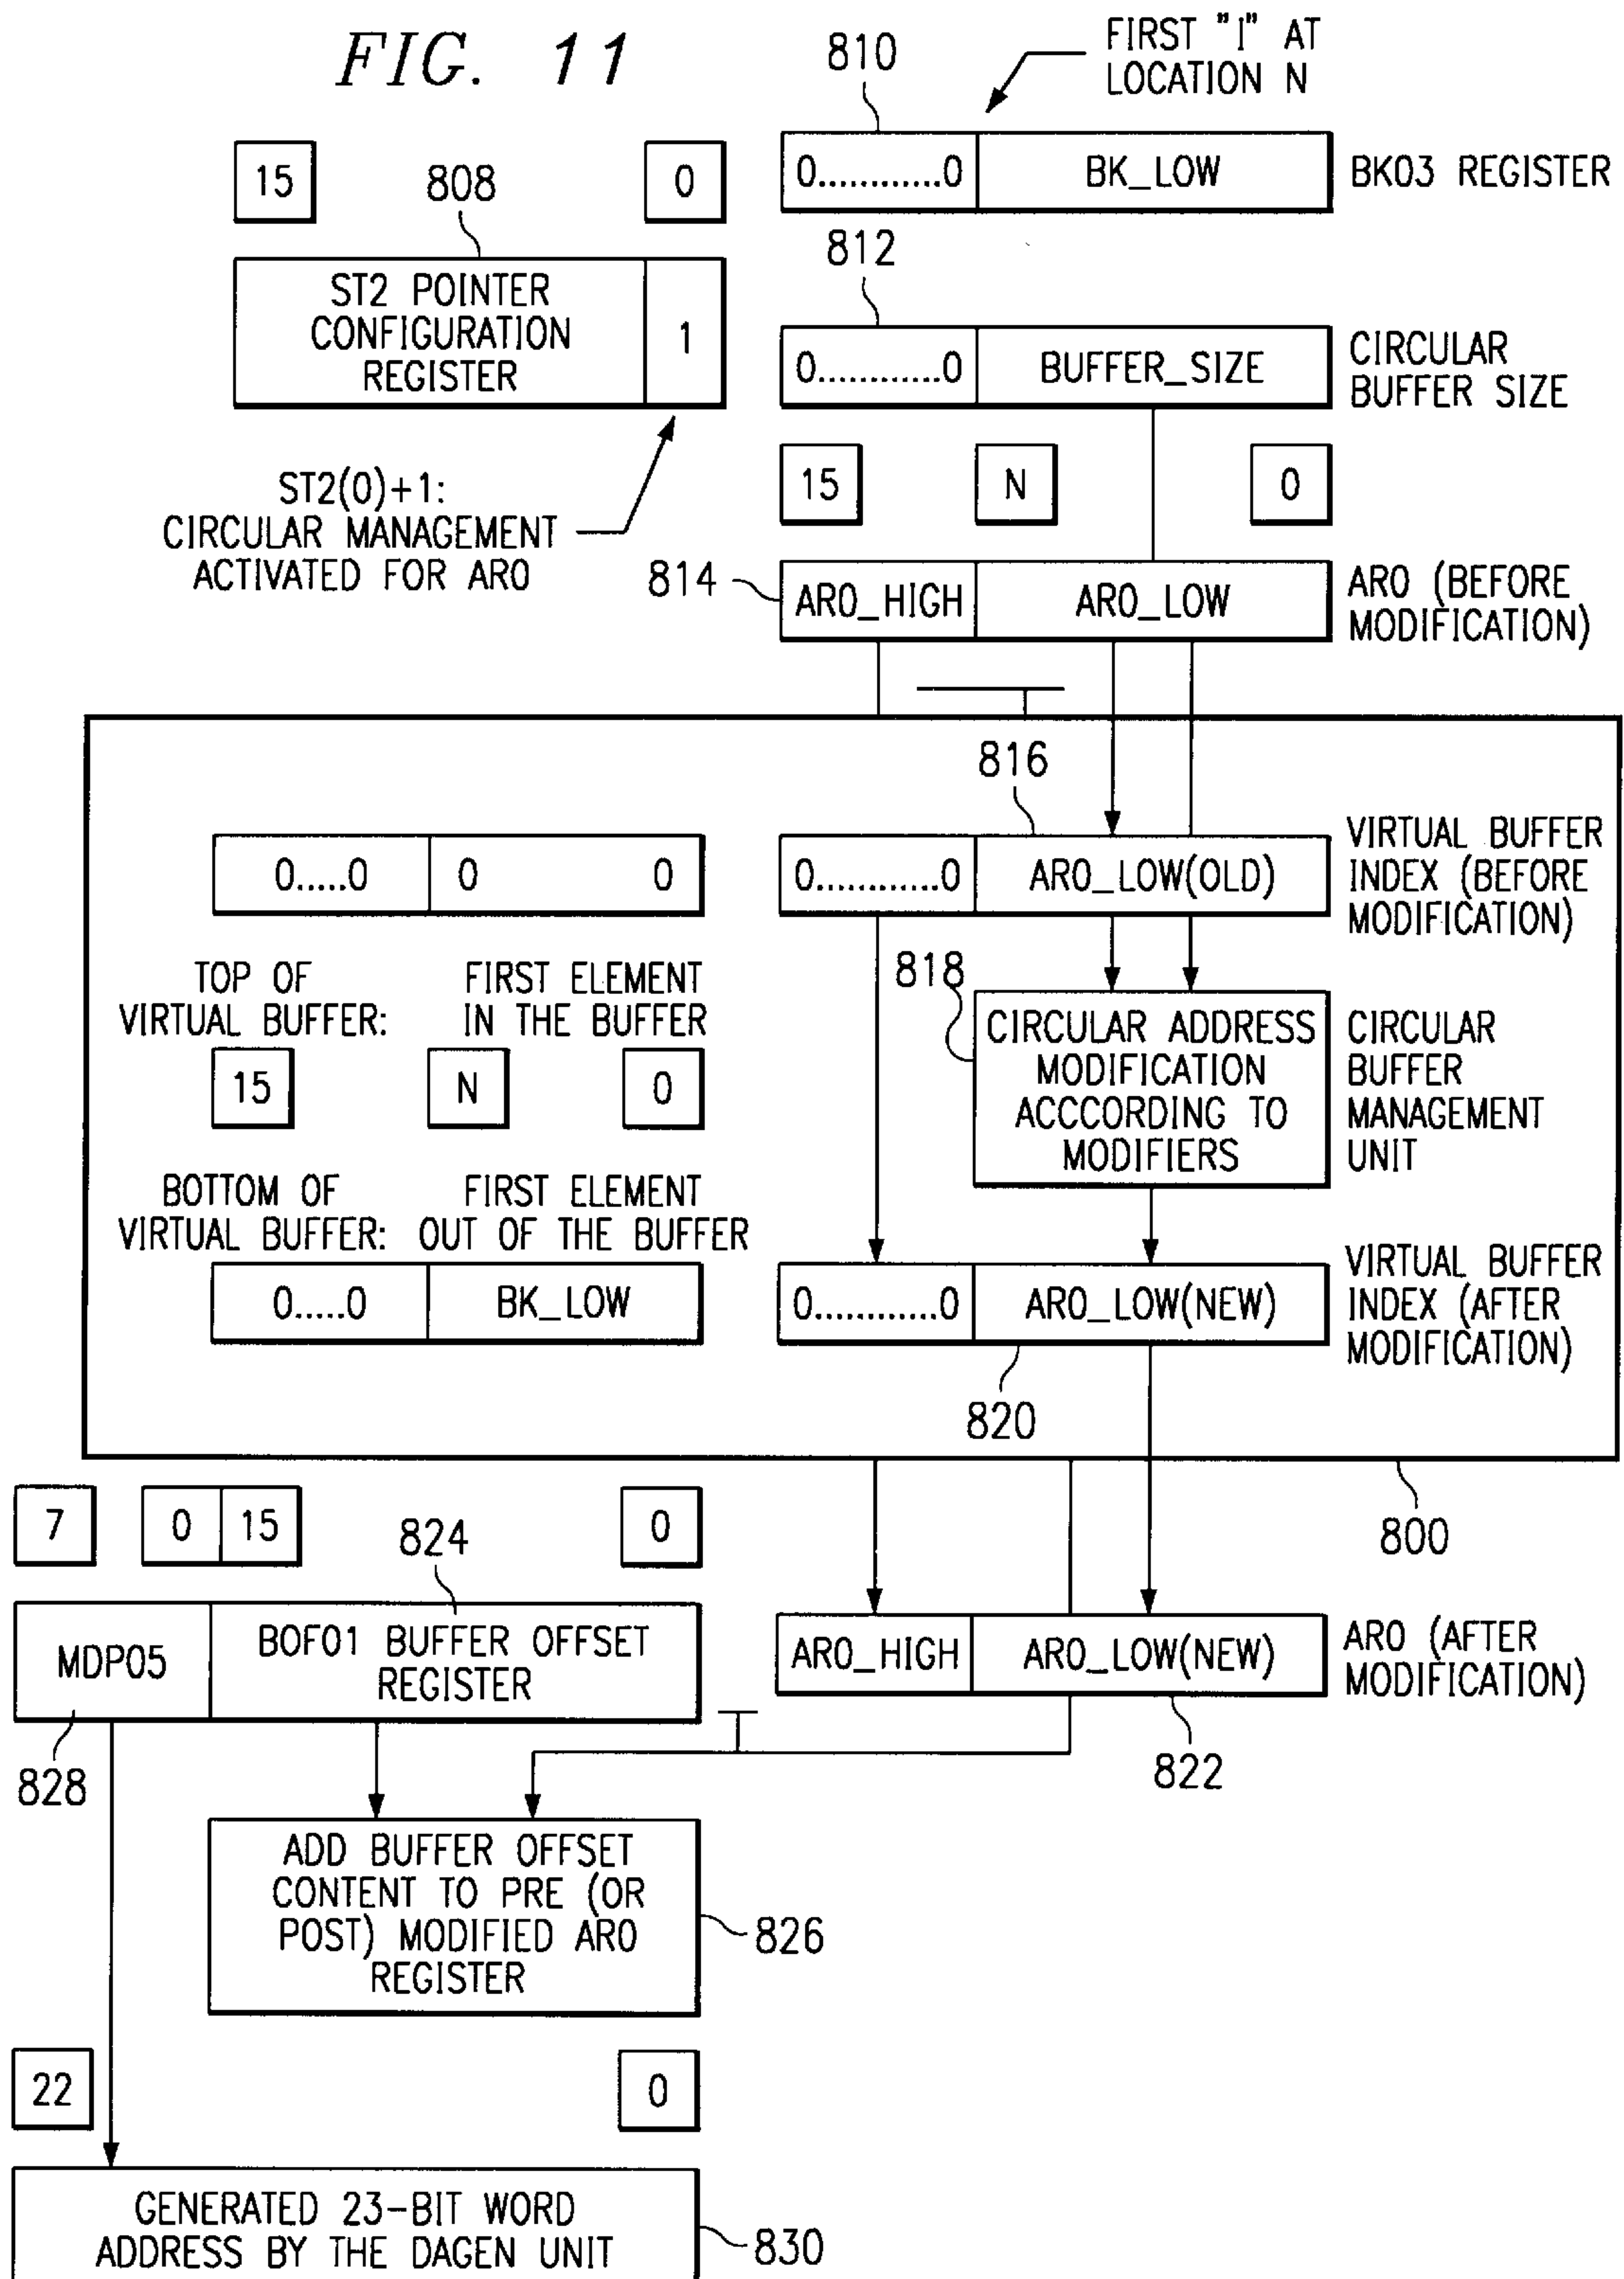 FIG. 11
810
FIRST "1" AT
LOCATION N
15
808
0
0............0
BK_LOW
BK03 REGISTER
812
ST2 POINTER
CONFIGURATION
REGISTER
1
0............0
BUFFER_SIZE
CIRCULAR
BUFFER SIZE
ST2(0)+1:
CIRCULAR MANAGEMENT
ACTIVATED FOR AR0
15
N
0
814
AR0_HIGH
AR0_LOW
AR0 (BEFORE
MODIFICATION)
816
0.....0
0
0
0............0
AR0_LOW(OLD)
VIRTUAL BUFFER
INDEX (BEFORE
MODIFICATION)
TOP OF
VIRTUAL BUFFER:
FIRST ELEMENT
IN THE BUFFER
818
15
N
0
CIRCULAR ADDRESS
MODIFICATION
ACCCORDING TO
MODIFIERS
CIRCULAR
BUFFER
MANAGEMENT
UNIT
BOTTOM OF
VIRTUAL BUFFER:
FIRST ELEMENT
OUT OF THE BUFFER
0.....0
BK_LOW
0............0
AR0_LOW(NEW)
VIRTUAL BUFFER
INDEX (AFTER
MODIFICATION)
820
800
7
0
15
824
0
MDP05
BOF01 BUFFER OFFSET
REGISTER
AR0_HIGH
AR0_LOW(NEW)
AR0 (AFTER
MODIFICATION)
828
822
ADD BUFFER OFFSET
CONTENT TO PRE (OR
POST) MODIFIED AR0
REGISTER
826
22
0
GENERATED 23-BIT WORD
ADDRESS BY THE DAGEN UNIT
830